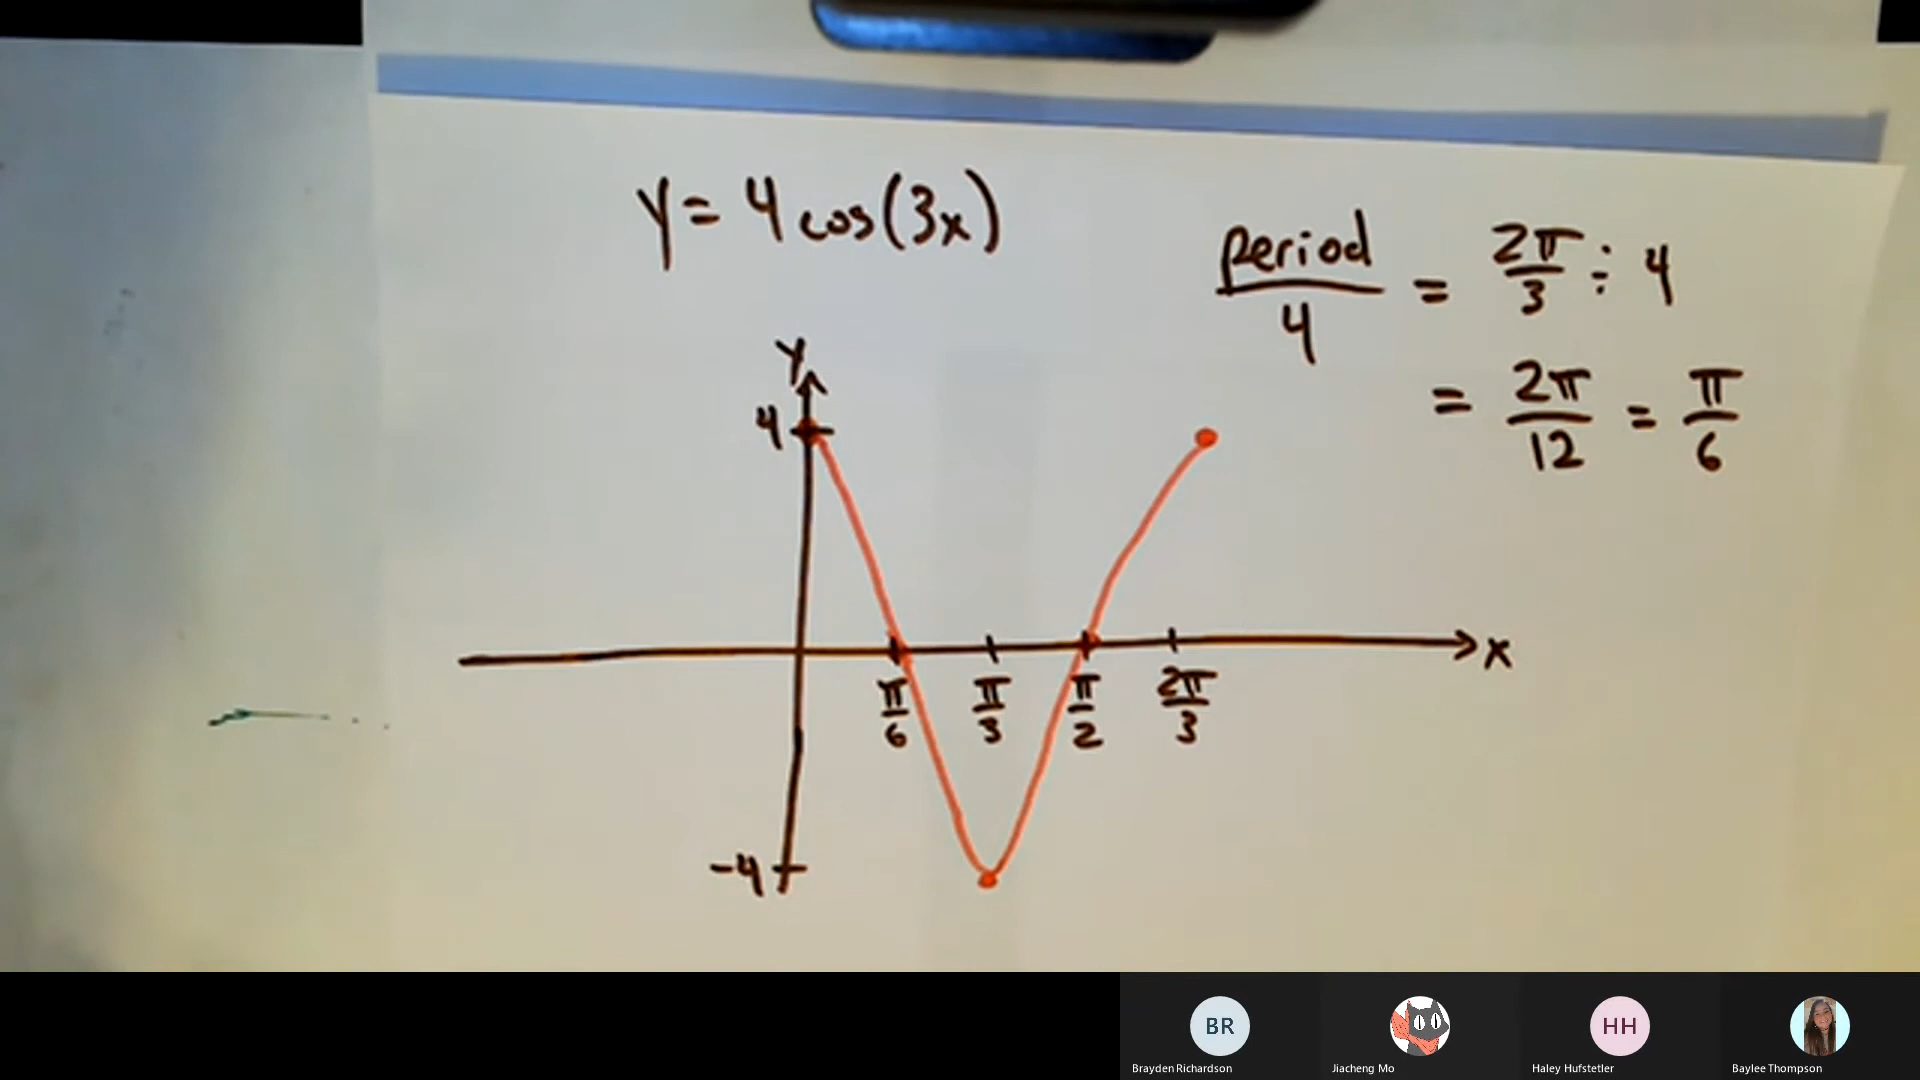 y = 4 cos(3x)
period/4 = 2π/3 ÷ 4
= 2π/12 = π/6
y
4
x
π/6 π/3 π/2 2π/3
-4
BR
HH
Brayden Richardson
Jiacheng Mo
Haley Hufstetler
Baylee Thompson